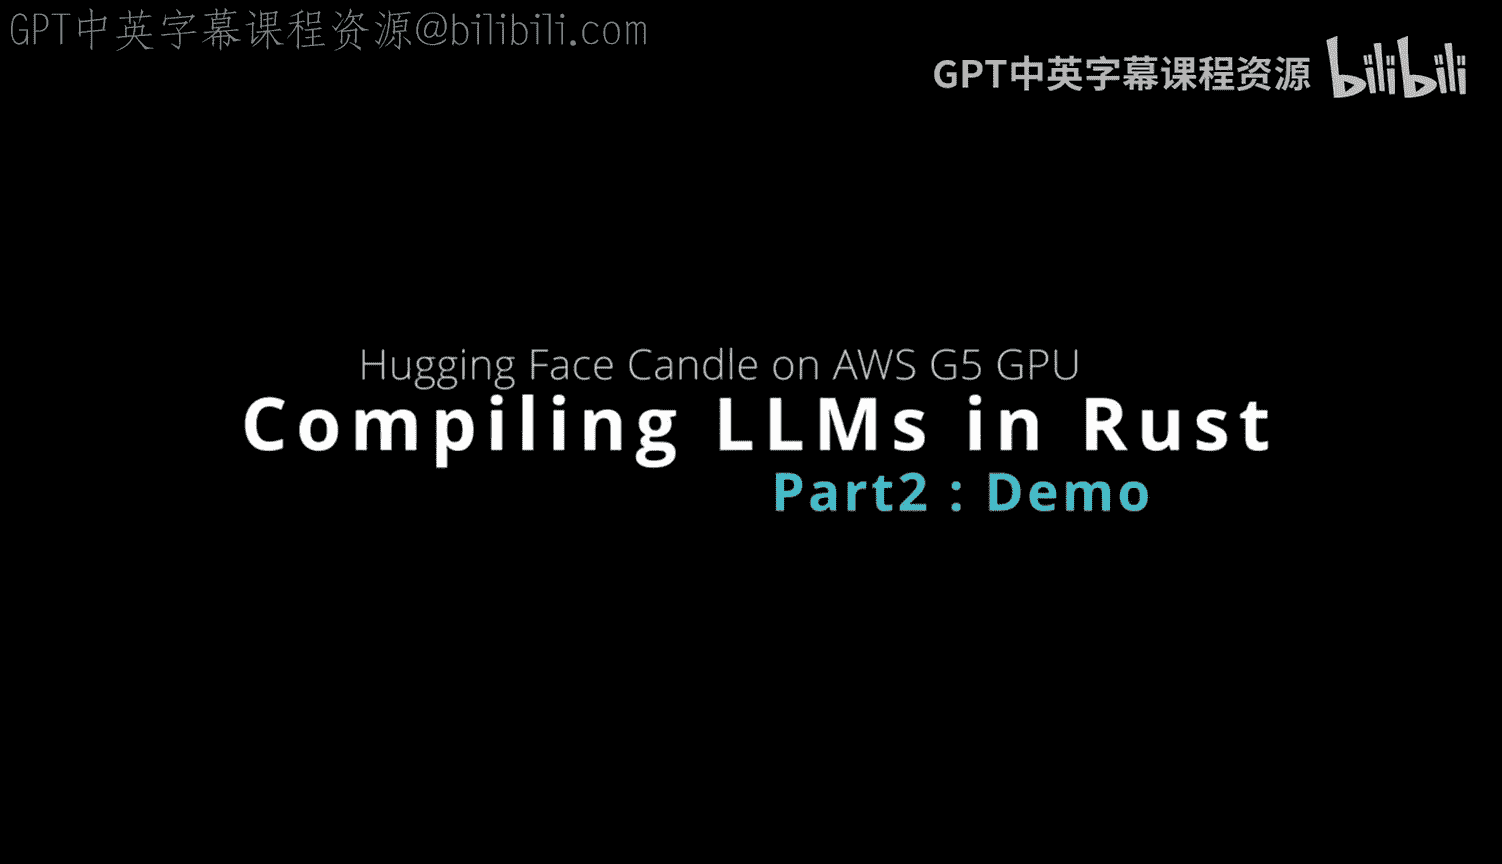 GPT中英字幕课程资源@bilibili.com
GPT中英字幕课程资源 bilibili
Hugging Face Candle on AWS G5 GPU
Compiling LLMs in Rust
Part2 : Demo